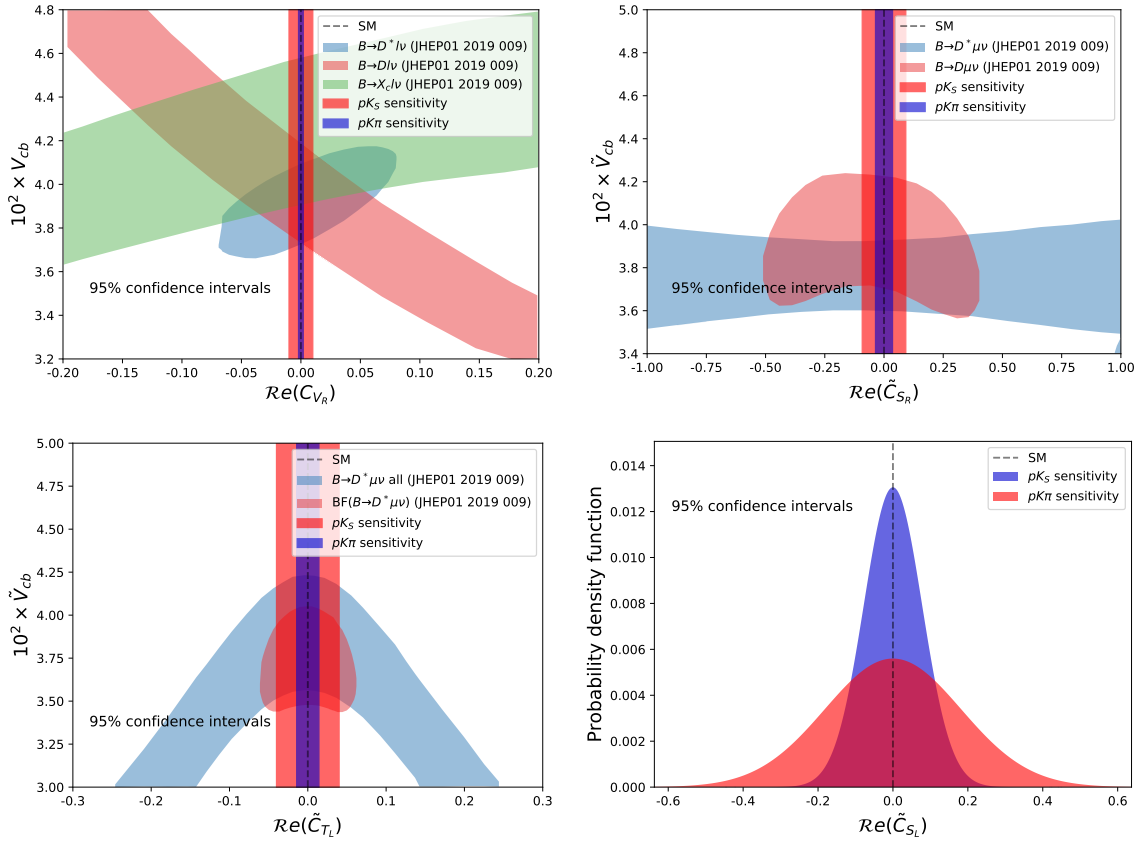 4.8
4.6
4.4
4.2
4.0
3.8
3.6
3.4
3.2
10² × V_cb
SM
B→D*lν (JHEP01 2019 009)
B→Dlν (JHEP01 2019 009)
B→X_clν (JHEP01 2019 009)
pK_S sensitivity
pKπ sensitivity
95% confidence intervals
-0.20 -0.15 -0.10 -0.05 0.00 0.05 0.10 0.15 0.20
ℛe(C_{V_R})
5.0
4.8
4.6
4.4
4.2
4.0
3.8
3.6
3.4
10² × Ṽ_cb
SM
B→D*μν (JHEP01 2019 009)
B→Dμν (JHEP01 2019 009)
pK_S sensitivity
pKπ sensitivity
95% confidence intervals
-1.00 -0.75 -0.50 -0.25 0.00 0.25 0.50 0.75 1.00
ℛe(C̃_{S_R})
5.00
4.75
4.50
4.25
4.00
3.75
3.50
3.25
3.00
10² × Ṽ_cb
SM
B→D*μν all (JHEP01 2019 009)
BF(B→D*μν) (JHEP01 2019 009)
pK_S sensitivity
pKπ sensitivity
95% confidence intervals
-0.3 -0.2 -0.1 0.0 0.1 0.2 0.3
ℛe(C̃_{T_L})
0.014
0.012
0.010
0.008
0.006
0.004
0.002
0.000
Probability density function
SM
pK_S sensitivity
pKπ sensitivity
95% confidence intervals
-0.6 -0.4 -0.2 0.0 0.2 0.4 0.6
ℛe(C̃_{S_L})